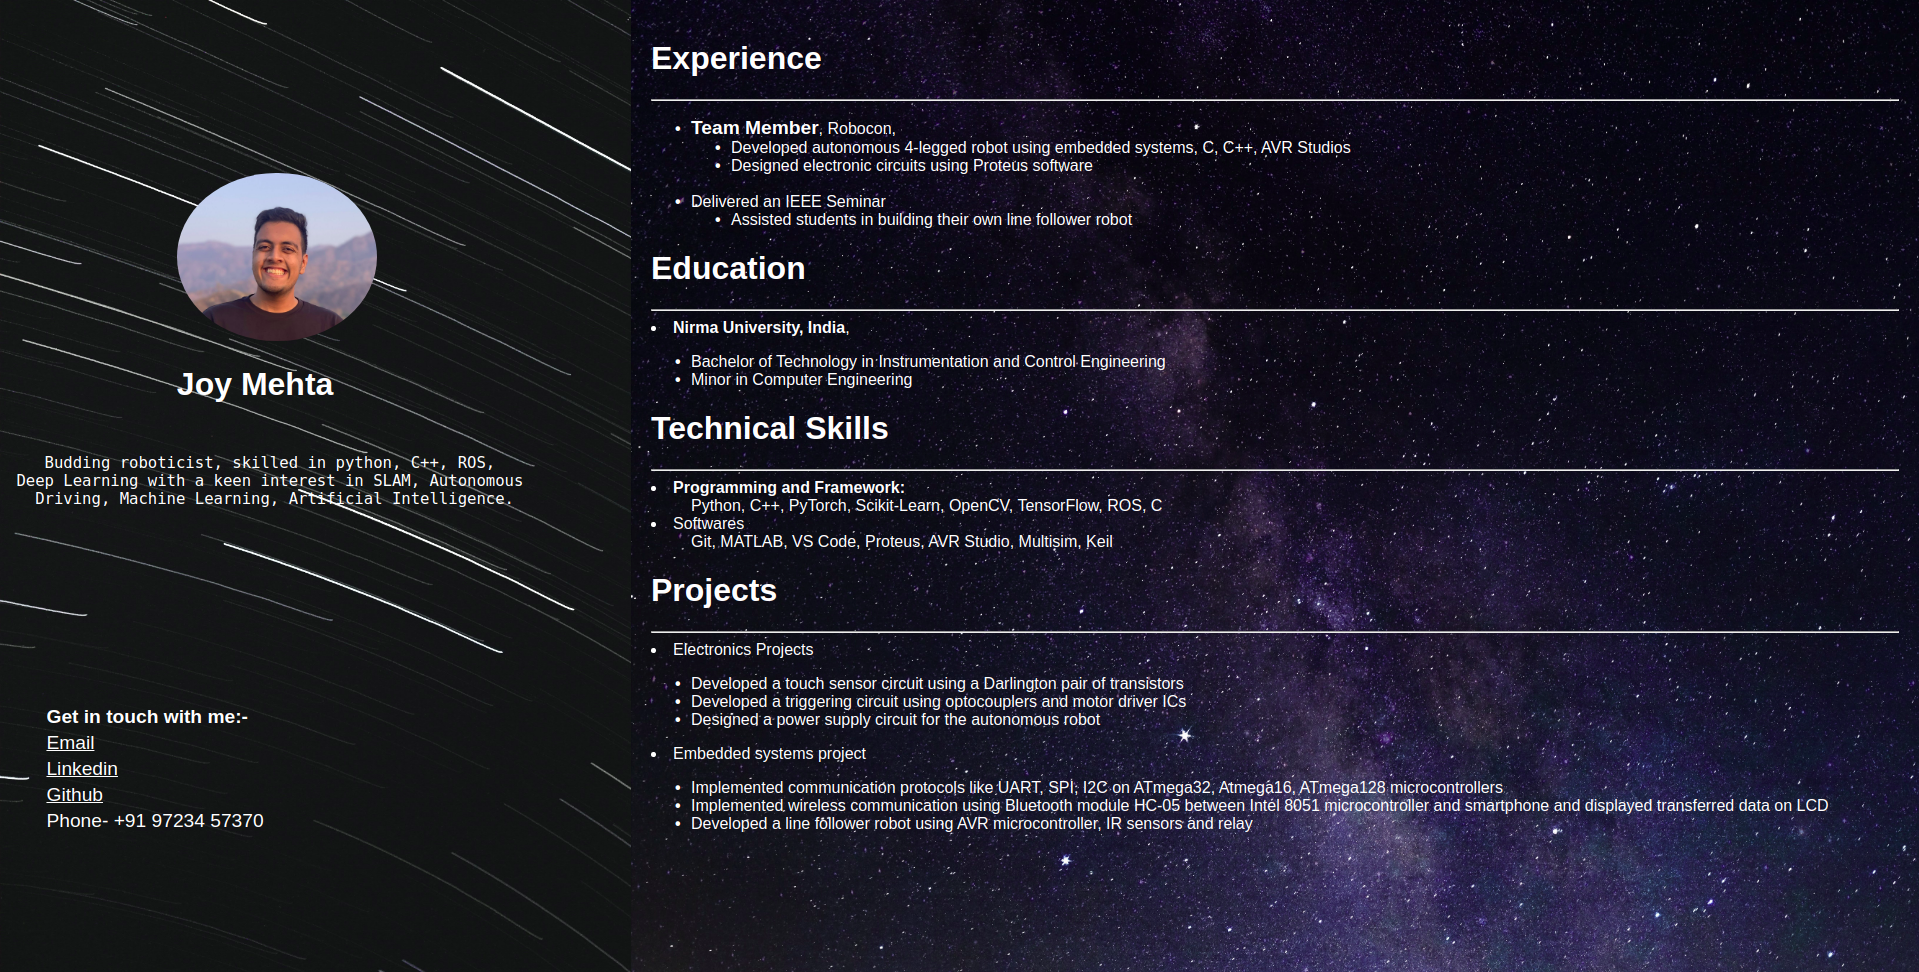 Joy Mehta
Budding roboticist, skilled in python, C++, ROS,
Deep Learning with a keen interest in SLAM, Autonomous
Driving, Machine Learning, Artificial Intelligence.
Get in touch with me:-
Email
Linkedin
Github
Phone- +91 97234 57370
Experience
• Team Member, Robocon,
• Developed autonomous 4-legged robot using embedded systems, C, C++, AVR Studios
• Designed electronic circuits using Proteus software
• Delivered an IEEE Seminar
• Assisted students in building their own line follower robot
Education
• Nirma University, India,
• Bachelor of Technology in Instrumentation and Control Engineering
• Minor in Computer Engineering
Technical Skills
• Programming and Framework:
Python, C++, PyTorch, Scikit-Learn, OpenCV, TensorFlow, ROS, C
• Softwares
Git, MATLAB, VS Code, Proteus, AVR Studio, Multisim, Keil
Projects
• Electronics Projects
• Developed a touch sensor circuit using a Darlington pair of transistors
• Developed a triggering circuit using optocouplers and motor driver ICs
• Designed a power supply circuit for the autonomous robot
• Embedded systems project
• Implemented communication protocols like UART, SPI, I2C on ATmega32, Atmega16, ATmega128 microcontrollers
• Implemented wireless communication using Bluetooth module HC-05 between Intel 8051 microcontroller and smartphone and displayed transferred data on LCD
• Developed a line follower robot using AVR microcontroller, IR sensors and relay